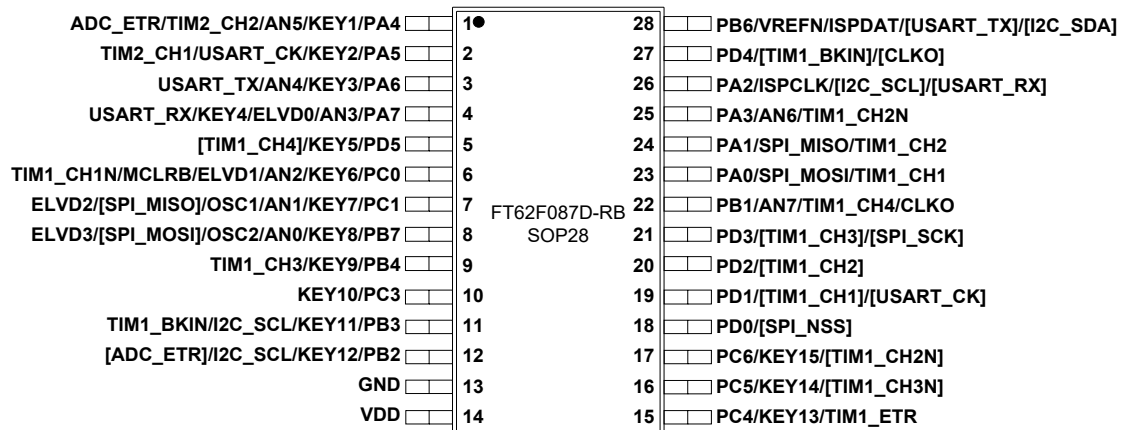 ADC_ETR/TIM2_CH2/AN5/KEY1/PA4 1 28 PB6/VREFN/ISPDAT/[USART_TX]/[I2C_SDA]
TIM2_CH1/USART_CK/KEY2/PA5 2 27 PD4/[TIM1_BKIN]/[CLKO]
USART_TX/AN4/KEY3/PA6 3 26 PA2/ISPCLK/[I2C_SCL]/[USART_RX]
USART_RX/KEY4/ELVD0/AN3/PA7 4 25 PA3/AN6/TIM1_CH2N
[TIM1_CH4]/KEY5/PD5 5 24 PA1/SPI_MISO/TIM1_CH2
TIM1_CH1N/MCLRB/ELVD1/AN2/KEY6/PC0 6 23 PA0/SPI_MOSI/TIM1_CH1
ELVD2/[SPI_MISO]/OSC1/AN1/KEY7/PC1 7 FT62F087D-RB 22 PB1/AN7/TIM1_CH4/CLKO
ELVD3/[SPI_MOSI]/OSC2/AN0/KEY8/PB7 8 SOP28 21 PD3/[TIM1_CH3]/[SPI_SCK]
TIM1_CH3/KEY9/PB4 9 20 PD2/[TIM1_CH2]
KEY10/PC3 10 19 PD1/[TIM1_CH1]/[USART_CK]
TIM1_BKIN/I2C_SCL/KEY11/PB3 11 18 PD0/[SPI_NSS]
[ADC_ETR]/I2C_SCL/KEY12/PB2 12 17 PC6/KEY15/[TIM1_CH2N]
GND 13 16 PC5/KEY14/[TIM1_CH3N]
VDD 14 15 PC4/KEY13/TIM1_ETR